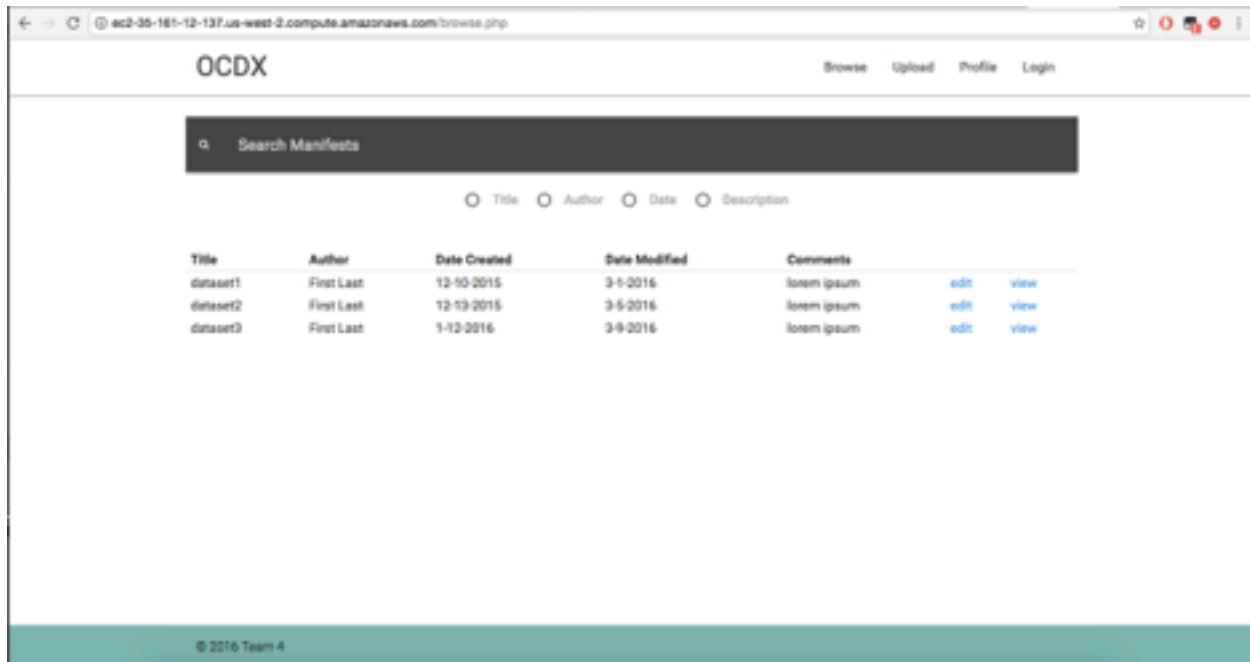 ec2-35-161-12-137.us-west-2.compute.amazonaws.com/browse.php
OCDX Browse Upload Profile Login
Search Manifests
Title Author Date Description
Title Author Date Created Date Modified Comments
dataset1 First Last 12-10-2015 3-1-2016 lorem ipsum edit view
dataset2 First Last 12-13-2015 3-5-2016 lorem ipsum edit view
dataset3 First Last 1-12-2016 3-9-2016 lorem ipsum edit view
© 2016 Team 4